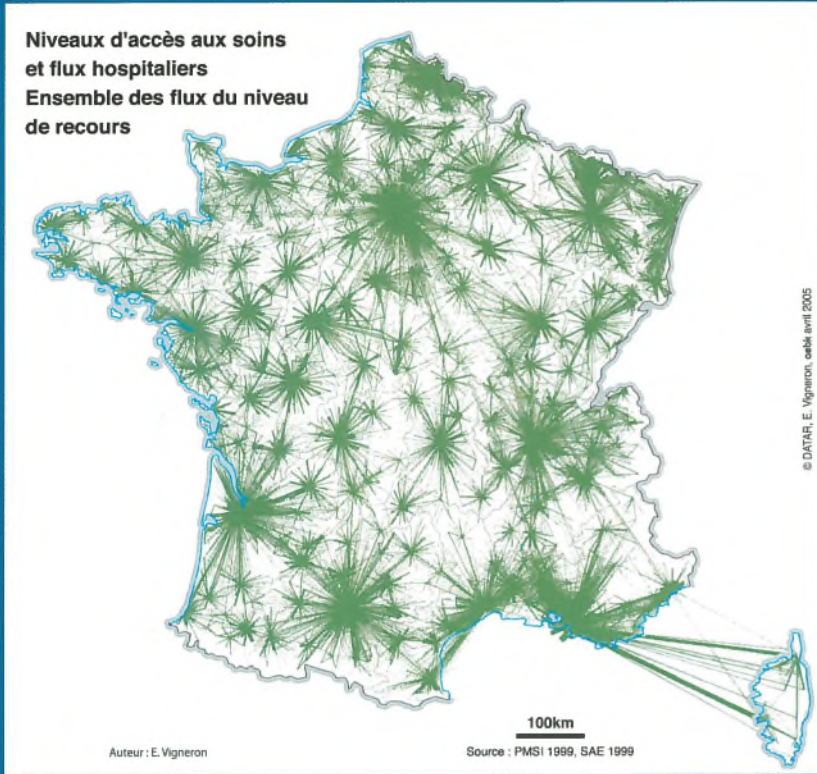 Niveaux d'accès aux soins
et flux hospitaliers
Ensemble des flux du niveau
de recours
© DATAR, E. Vigneron, oebk avril 2005
100km
Auteur : E. Vigneron
Source : PMSI 1999, SAE 1999